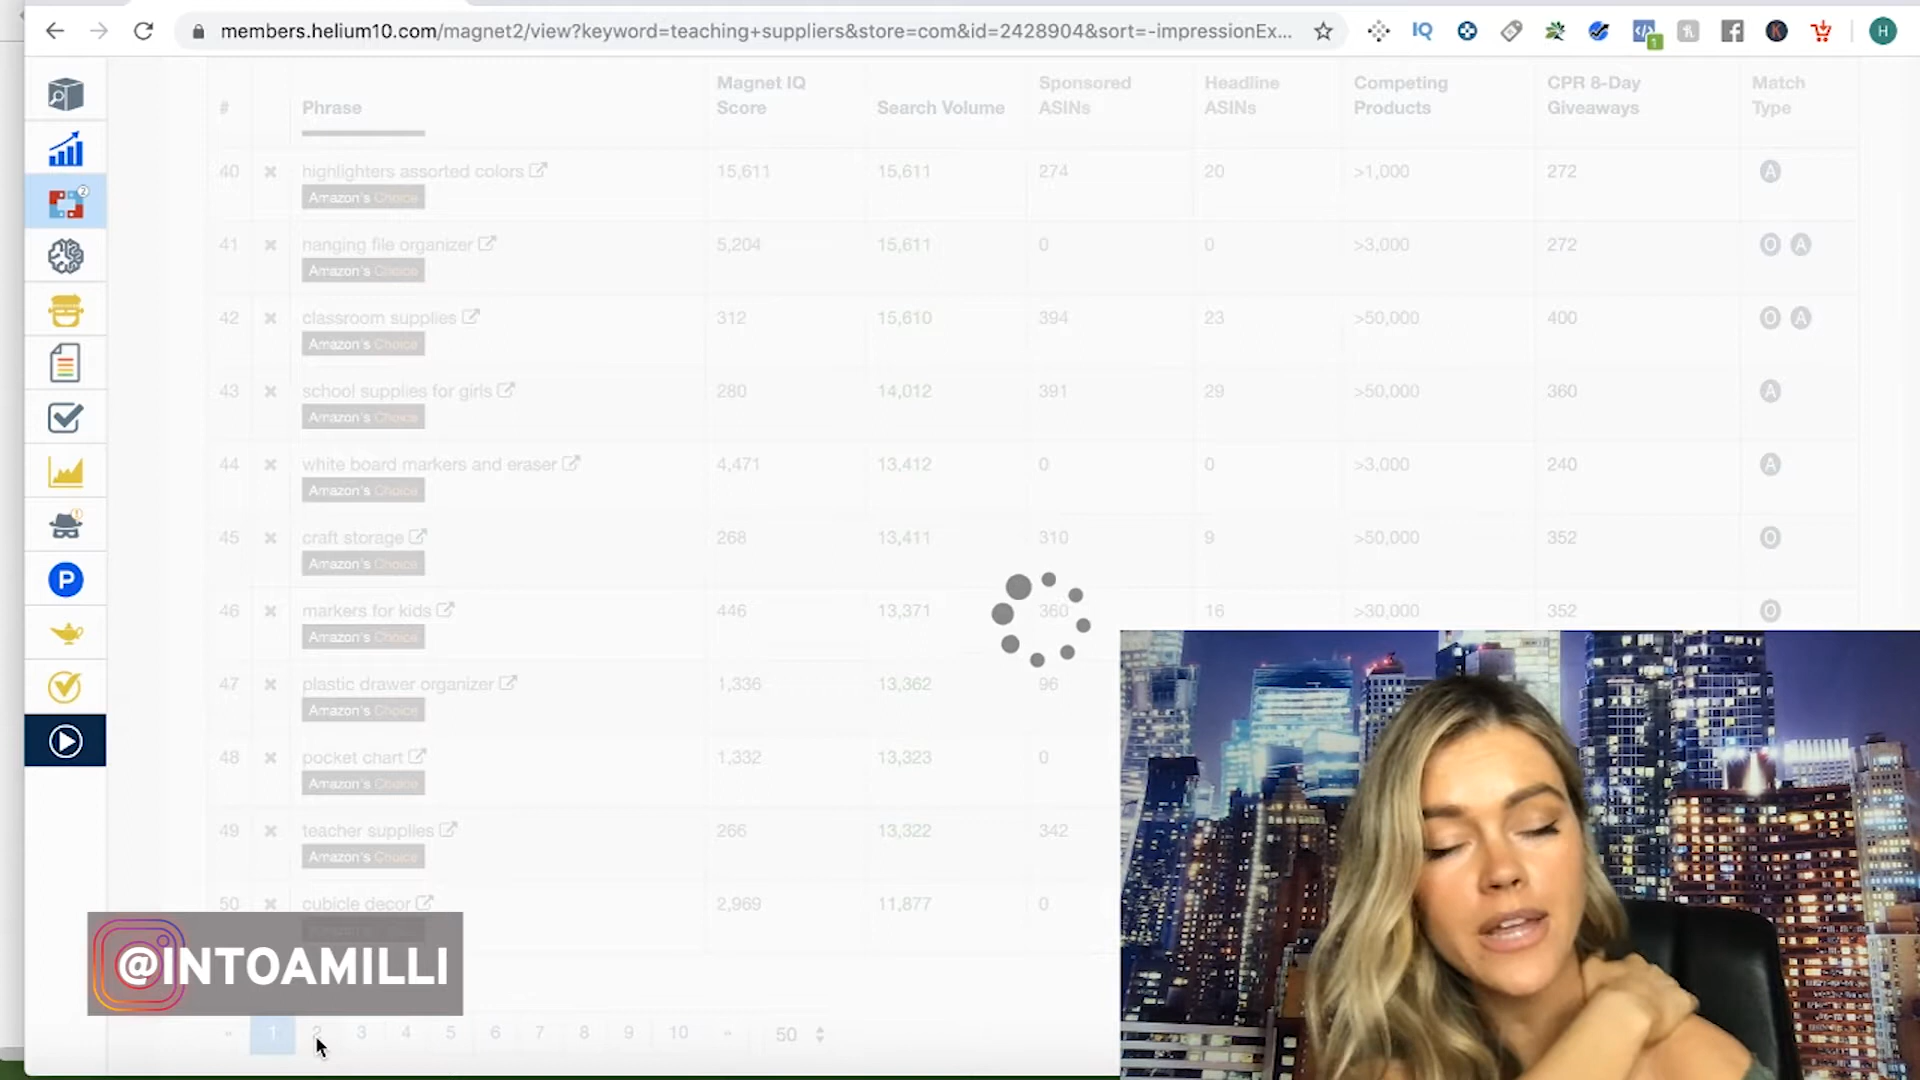 members.helium10.com/magnet2/view?keyword=teaching+suppliers&store=com&id=2428904&sort=-impressionEx...
IQ
1
K
H
# Phrase Magnet IQ Score Search Volume Sponsored ASINs Headline ASINs Competing Products CPR 8-Day Giveaways Match Type
40 highlighters assorted colors 15,611 15,611 274 20 >1,000 272 A
Amazon's Choice
41 hanging file organizer 5,204 15,611 0 0 >3,000 272 O A
Amazon's Choice
42 classroom supplies 312 15,610 394 23 >50,000 400 O A
Amazon's Choice
43 school supplies for girls 280 14,012 391 29 >50,000 360 A
Amazon's Choice
44 white board markers and eraser 4,471 13,412 0 0 >3,000 240 A
Amazon's Choice
45 craft storage 268 13,411 310 9 >50,000 352 O
Amazon's Choice
46 markers for kids 446 13,371 360 16 >30,000 352 O
Amazon's Choice
47 plastic drawer organizer 1,336 13,362 96
Amazon's Choice
48 pocket chart 1,332 13,323 0
Amazon's Choice
49 teacher supplies 266 13,322 342
Amazon's Choice
50 cubicle decor 2,969 11,877 0
@INTOAMILLI
« 1 2 3 4 5 6 7 8 9 10 » 50
2
!
P